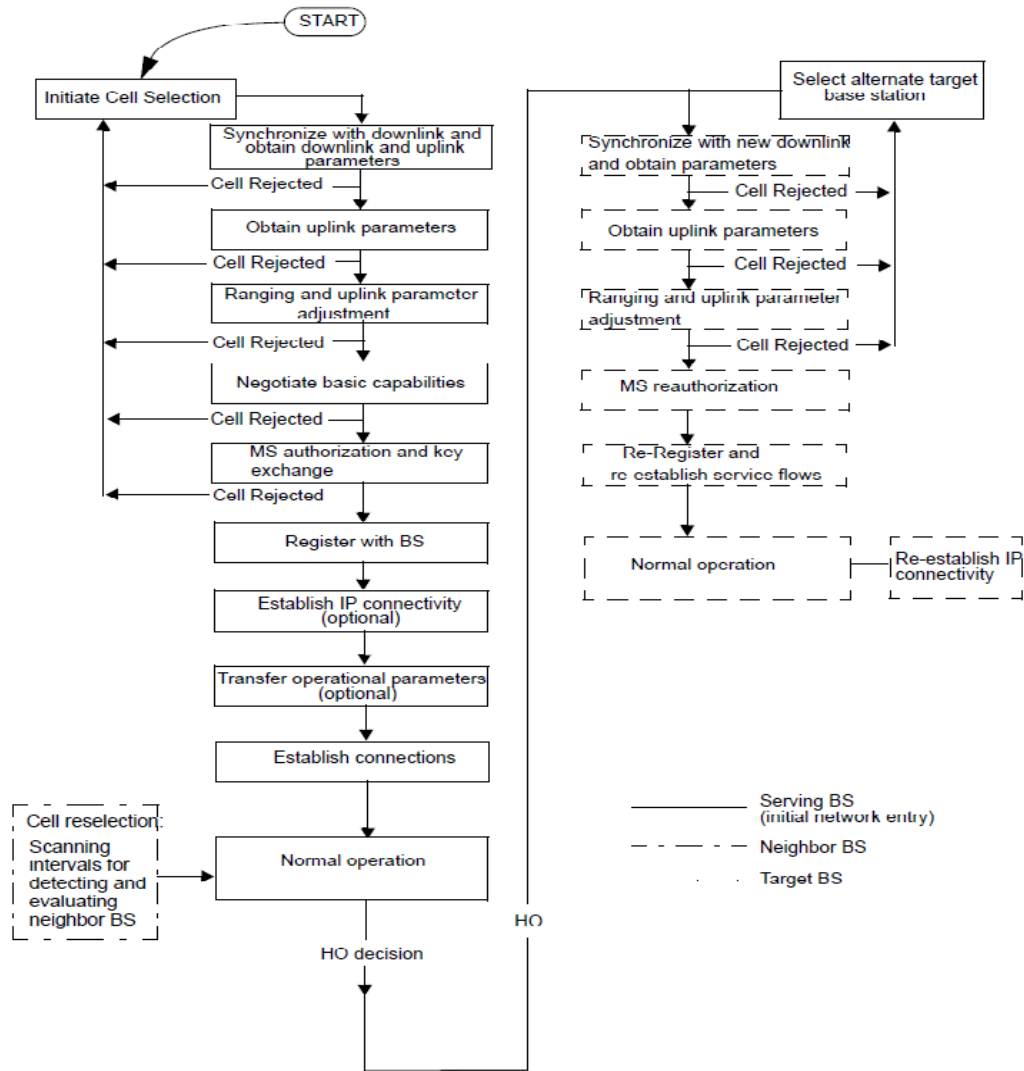 START
Initiate Cell Selection
Synchronize with downlink and
obtain downlink and uplink
parameters
Cell Rejected
Obtain uplink parameters
Cell Rejected
Ranging and uplink parameter
adjustment
Cell Rejected
Negotiate basic capabilities
Cell Rejected
MS authorization and key
exchange
Cell Rejected
Register with BS
Establish IP connectivity
(optional)
Transfer operational parameters
(optional)
Establish connections
Cell reselection:
Scanning
intervals for
detecting and
evaluating
neighbor BS
Normal operation
HO decision
HO
Select alternate target
base station
Synchronize with new downlink
and obtain parameters
Cell Rejected
Obtain uplink parameters
Cell Rejected
Ranging and uplink parameter
adjustment
Cell Rejected
MS reauthorization
Re-Register and
re-establish service flows
Normal operation
Re-establish IP
connectivity
Serving BS
(initial network entry)
Neighbor BS
Target BS